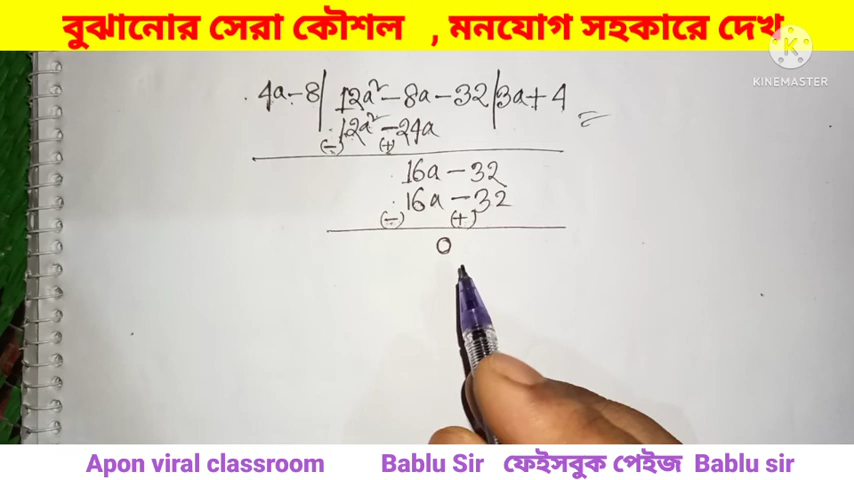 বুঝানোর সেরা কৌশল , মনযোগ সহকারে দেখ
KINEMASTER
4a-8| 12a²-8a-32|3a+4
12a²-24a
(-) (+)
16a-32
16a-32
(-) (+)
0
Apon viral classroom Bablu Sir ফেইসবুক পেইজ Bablu sir